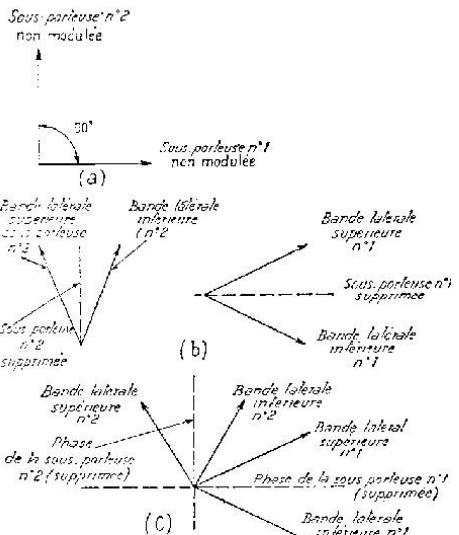 Sous-porteuse n°2
non modulée
90°
Sous-porteuse n°1
non modulée
(a)
Bande latérale
supérieure
sous-porteuse
n°2
Bande latérale
inférieure
n°2
Sous-porteuse
n°2
supprimée
Bande latérale
supérieure
n°1
Sous-porteuse n°1
supprimée
Bande latérale
inférieure
n°1
(b)
Bande latérale
supérieure
n°2
Bande latérale
inférieure
n°2
Phase
de la sous-porteuse
n°2 (supprimée)
Bande latéral
supérieure
n°1
Phase de la sous porteuse n°1
(supprimée)
(C)
Bande latérale
inférieure n°1